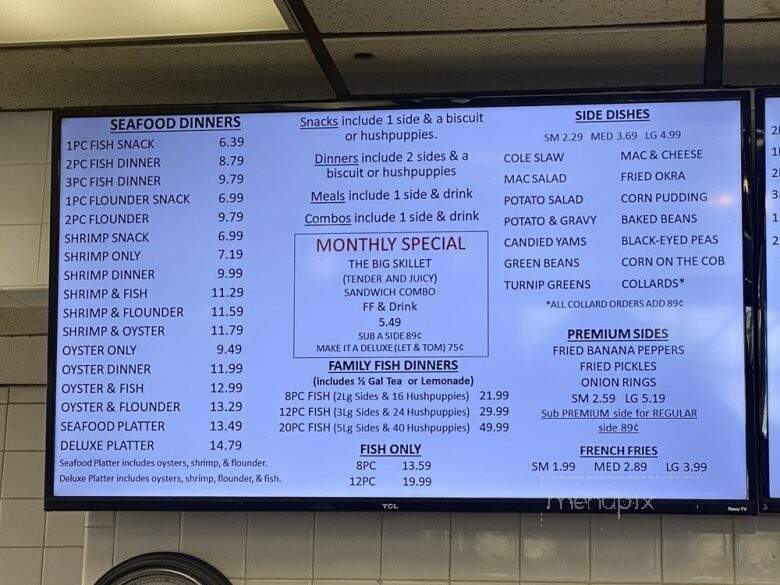 SEAFOOD DINNERS
1PC FISH SNACK 6.39
2PC FISH DINNER 8.79
3PC FISH DINNER 9.79
1PC FLOUNDER SNACK 6.99
2PC FLOUNDER 9.79
SHRIMP SNACK 6.99
SHRIMP ONLY 7.19
SHRIMP DINNER 9.99
SHRIMP & FISH 11.29
SHRIMP & FLOUNDER 11.59
SHRIMP & OYSTER 11.79
OYSTER ONLY 9.49
OYSTER DINNER 11.99
OYSTER & FISH 12.99
OYSTER & FLOUNDER 13.29
SEAFOOD PLATTER 13.49
DELUXE PLATTER 14.79
Seafood Platter includes oysters, shrimp, & flounder.
Deluxe Platter includes oysters, shrimp, flounder, & fish.
Snacks include 1 side & a biscuit
or hushpuppies.
Dinners include 2 sides & a
biscuit or hushpuppies
Meals include 1 side & drink
Combos include 1 side & drink
MONTHLY SPECIAL
THE BIG SKILLET
(TENDER AND JUICY)
SANDWICH COMBO
FF & Drink
5.49
SUB A SIDE 89¢
MAKE IT A DELUXE (LET & TOM) 75¢
FAMILY FISH DINNERS
(includes ½ Gal Tea or Lemonade)
8PC FISH (2Lg Sides & 16 Hushpuppies) 21.99
12PC FISH (3Lg Sides & 24 Hushpuppies) 29.99
20PC FISH (5Lg Sides & 40 Hushpuppies) 49.99
FISH ONLY
8PC 13.59
12PC 19.99
SIDE DISHES
SM 2.29 MED 3.69 LG 4.99
COLE SLAW MAC & CHEESE
MAC SALAD FRIED OKRA
POTATO SALAD CORN PUDDING
POTATO & GRAVY BAKED BEANS
CANDIED YAMS BLACK-EYED PEAS
GREEN BEANS CORN ON THE COB
TURNIP GREENS COLLARDS*
*ALL COLLARD ORDERS ADD 89¢
PREMIUM SIDES
FRIED BANANA PEPPERS
FRIED PICKLES
ONION RINGS
SM 2.59 LG 5.19
Sub PREMIUM side for REGULAR
side 89¢
FRENCH FRIES
SM 1.99 MED 2.89 LG 3.99
menupix
TCL
Roku TV